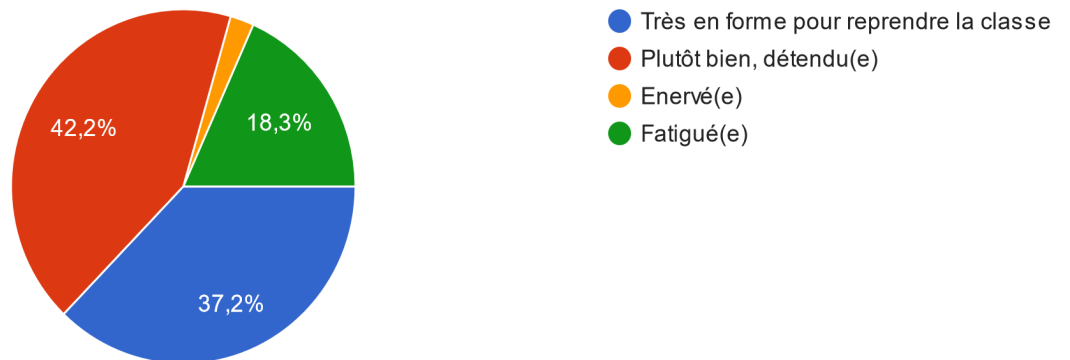 42,2%
18,3%
37,2%
Très en forme pour reprendre la classe
Plutôt bien, détendu(e)
Enervé(e)
Fatigué(e)